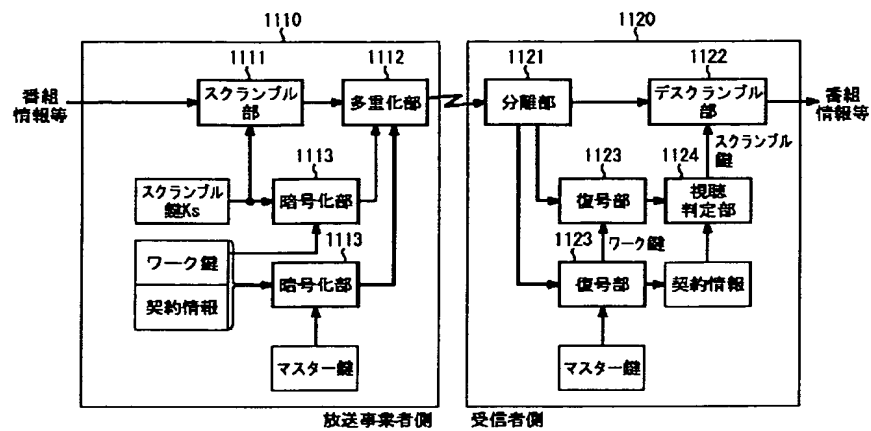 1110
1120
1111
1112
1121
1122
番組
情報等
スクランブル
部
多重化部
分離部
デスクランブル
部
番組
情報等
スクランブル
鍵
1113
1123
1124
スクランブル
鍵Ks
暗号化部
復号部
視聴
判定部
1113
1123
ワーク鍵
ワーク鍵
契約情報
暗号化部
復号部
契約情報
マスター鍵
マスター鍵
放送事業者側
受信者側